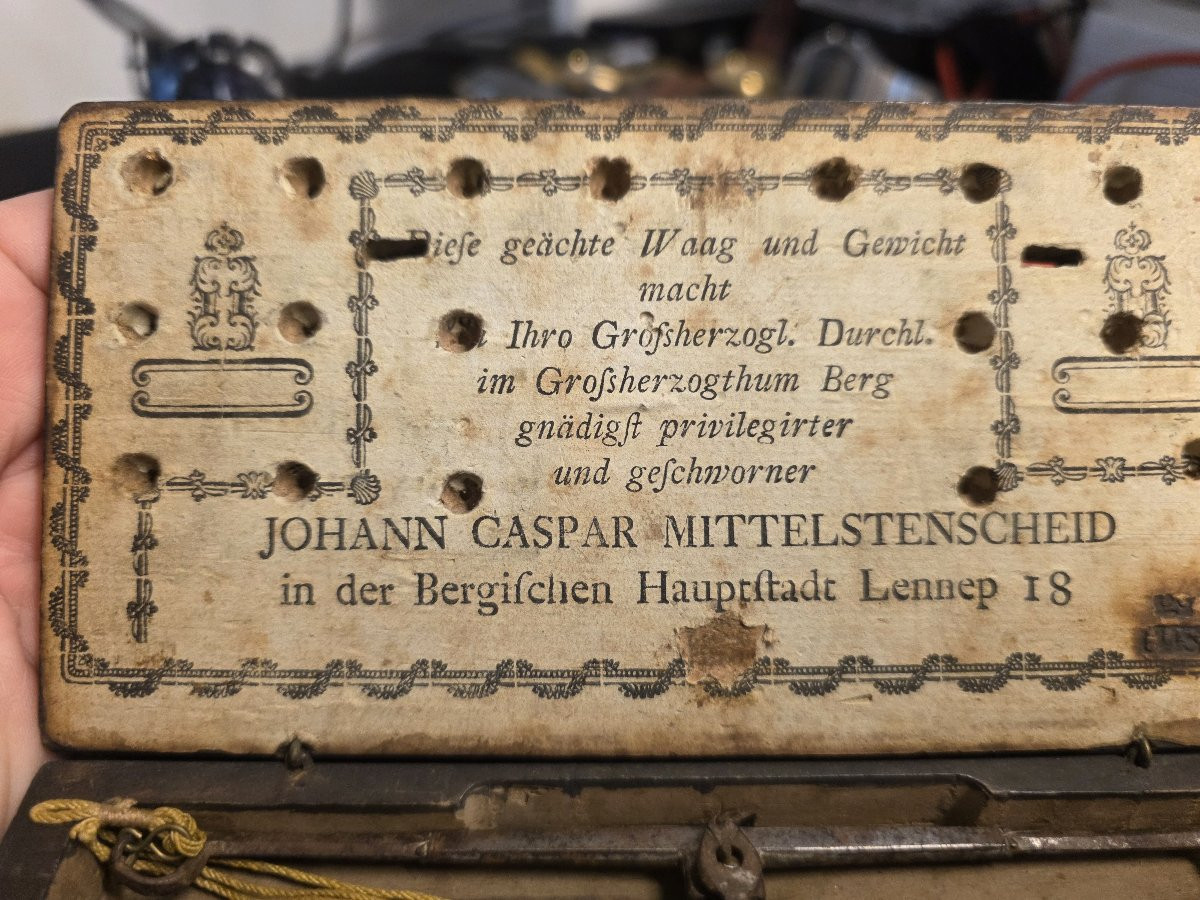 Dieſe geächte Waag und Gewicht
macht
Ihro Groſsherzogl. Durchl.
im Groſsherzogthum Berg
gnädigſt privilegirter
und geſchworner
JOHANN CASPAR MITTELSTENSCHEID
in der Bergiſchen Hauptſtadt Lennep 18